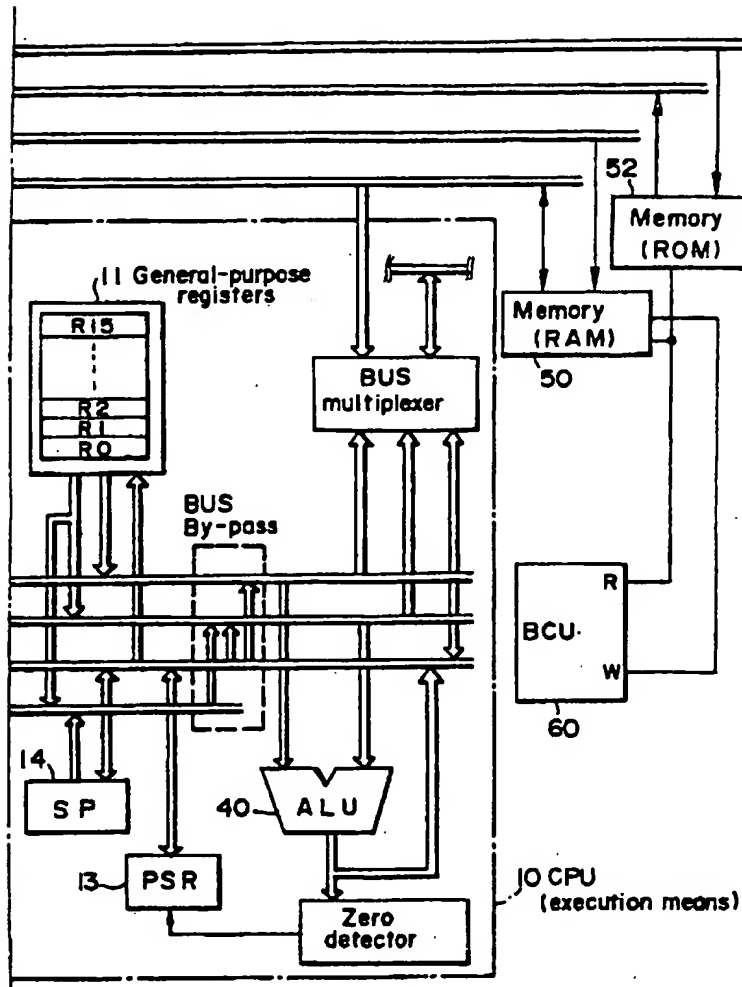 52
Memory
(ROM)
11 General-purpose
registers
R15
R2
R1
R0
BUS
multiplexer
Memory
(RAM)
50
BUS
By-pass
R
BCU
W
60
14
SP
40
ALU
13
PSR
Zero
detector
10 CPU
(execution means)